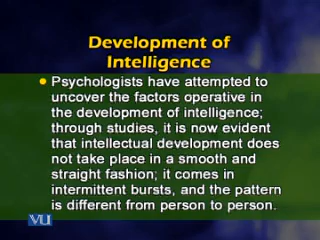 Development of
Intelligence
• Psychologists have attempted to
uncover the factors operative in
the development of intelligence;
through studies, it is now evident
that intellectual development does
not take place in a smooth and
straight fashion; it comes in
intermittent bursts, and the pattern
is different from person to person.
VU